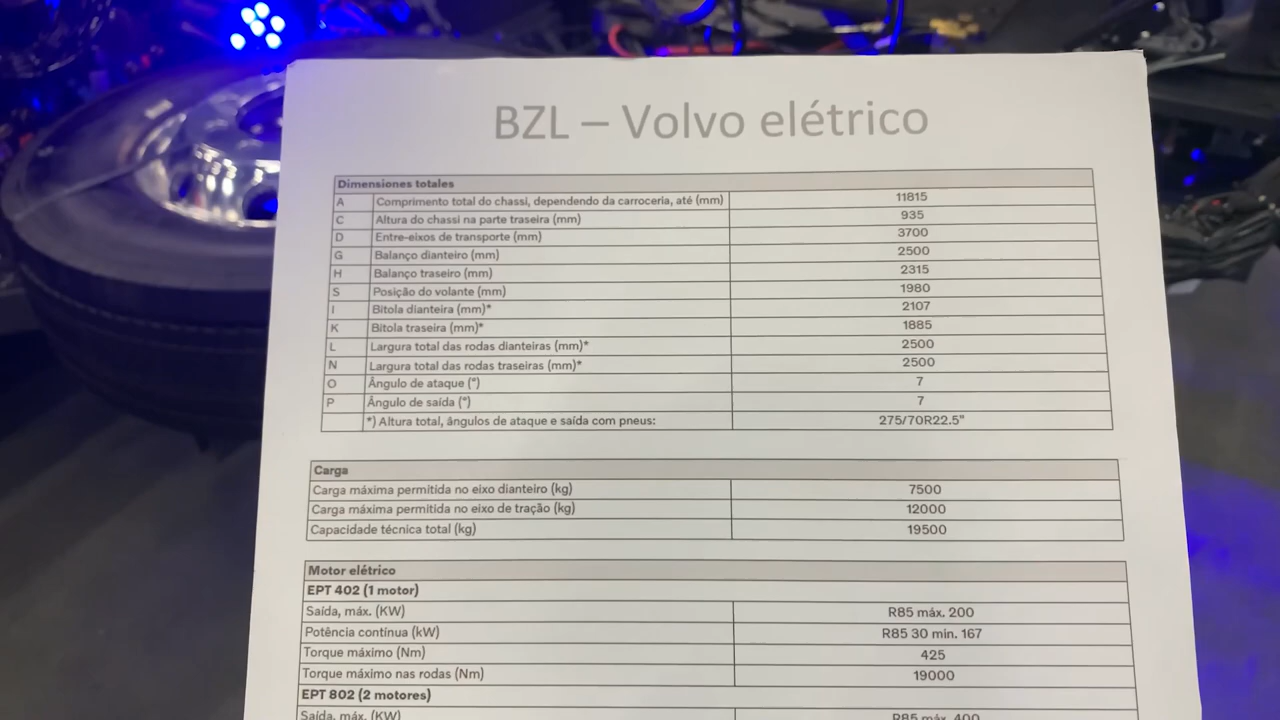 BZL – Volvo elétrico
Dimensiones totales
A Comprimento total do chassi, dependendo da carroceria, até (mm) 11815
C Altura do chassi na parte traseira (mm) 935
D Entre-eixos de transporte (mm) 3700
G Balanço dianteiro (mm) 2500
H Balanço traseiro (mm) 2315
S Posição do volante (mm) 1980
I Bitola dianteira (mm)* 2107
K Bitola traseira (mm)* 1885
L Largura total das rodas dianteiras (mm)* 2500
N Largura total das rodas traseiras (mm)* 2500
O Ângulo de ataque (°) 7
P Ângulo de saída (°) 7
*) Altura total, ângulos de ataque e saída com pneus: 275/70R22.5"
Carga
Carga máxima permitida no eixo dianteiro (kg) 7500
Carga máxima permitida no eixo de tração (kg) 12000
Capacidade técnica total (kg) 19500
Motor elétrico
EPT 402 (1 motor)
Saída, máx. (KW) R85 máx. 200
Potência contínua (kW) R85 30 min. 167
Torque máximo (Nm) 425
Torque máximo nas rodas (Nm) 19000
EPT 802 (2 motores)
Saída, máx. (KW) R85 máx. 400